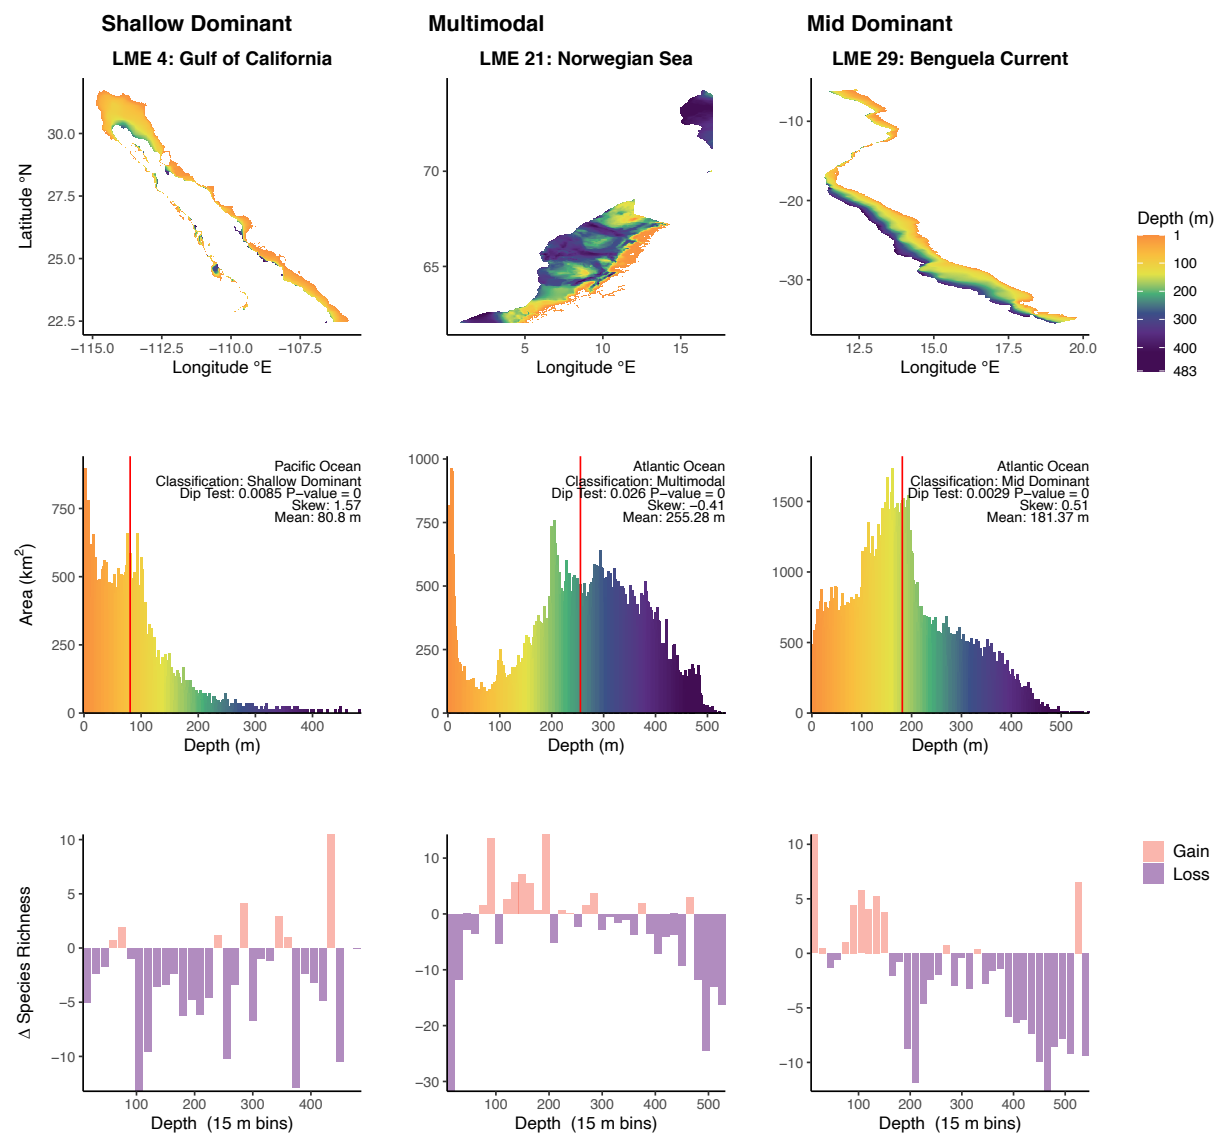 Shallow Dominant
Multimodal
Mid Dominant
LME 4: Gulf of California
LME 21: Norwegian Sea
LME 29: Benguela Current
Latitude °N
30.0
27.5
25.0
22.5
−115.0
−112.5
−110.0
−107.5
Longitude °E
70
65
5
10
15
Longitude °E
−10
−20
−30
12.5
15.0
17.5
20.0
Longitude °E
Depth (m)
1
100
200
300
400
483
Area (km²)
750
500
250
0
0
100
200
300
400
Depth (m)
Pacific Ocean
Classification: Shallow Dominant
Dip Test: 0.0085 P−value = 0
Skew: 1.57
Mean: 80.8 m
1000
750
500
250
0
0
100
200
300
400
500
Depth (m)
Atlantic Ocean
Classification: Multimodal
Dip Test: 0.026 P−value = 0
Skew: −0.41
Mean: 255.28 m
1500
1000
500
0
0
100
200
300
400
500
Depth (m)
Atlantic Ocean
Classification: Mid Dominant
Dip Test: 0.0029 P−value = 0
Skew: 0.51
Mean: 181.37 m
Δ Species Richness
10
5
0
−5
−10
100
200
300
400
Depth (15 m bins)
10
0
−10
−20
−30
100
200
300
400
500
Depth (15 m bins)
10
5
0
−5
−10
100
200
300
400
500
Depth (15 m bins)
Gain
Loss